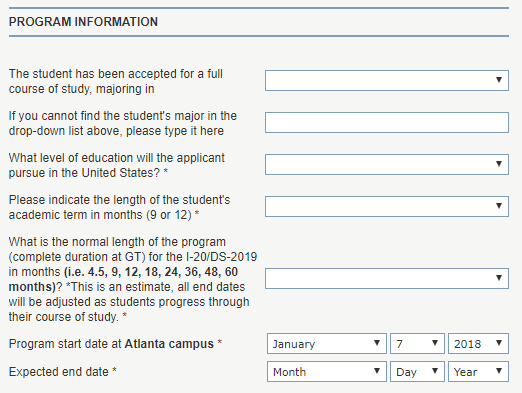 PROGRAM INFORMATION
The student has been accepted for a full
course of study, majoring in
If you cannot find the student's major in the
drop-down list above, please type it here
What level of education will the applicant
pursue in the United States? *
Please indicate the length of the student's
academic term in months (9 or 12) *
What is the normal length of the program
(complete duration at GT) for the I-20/DS-2019
in months (i.e. 4.5, 9, 12, 18, 24, 36, 48, 60
months)? *This is an estimate, all end dates
will be adjusted as students progress through
their course of study. *
Program start date at Atlanta campus * January 7 2018
Expected end date * Month Day Year